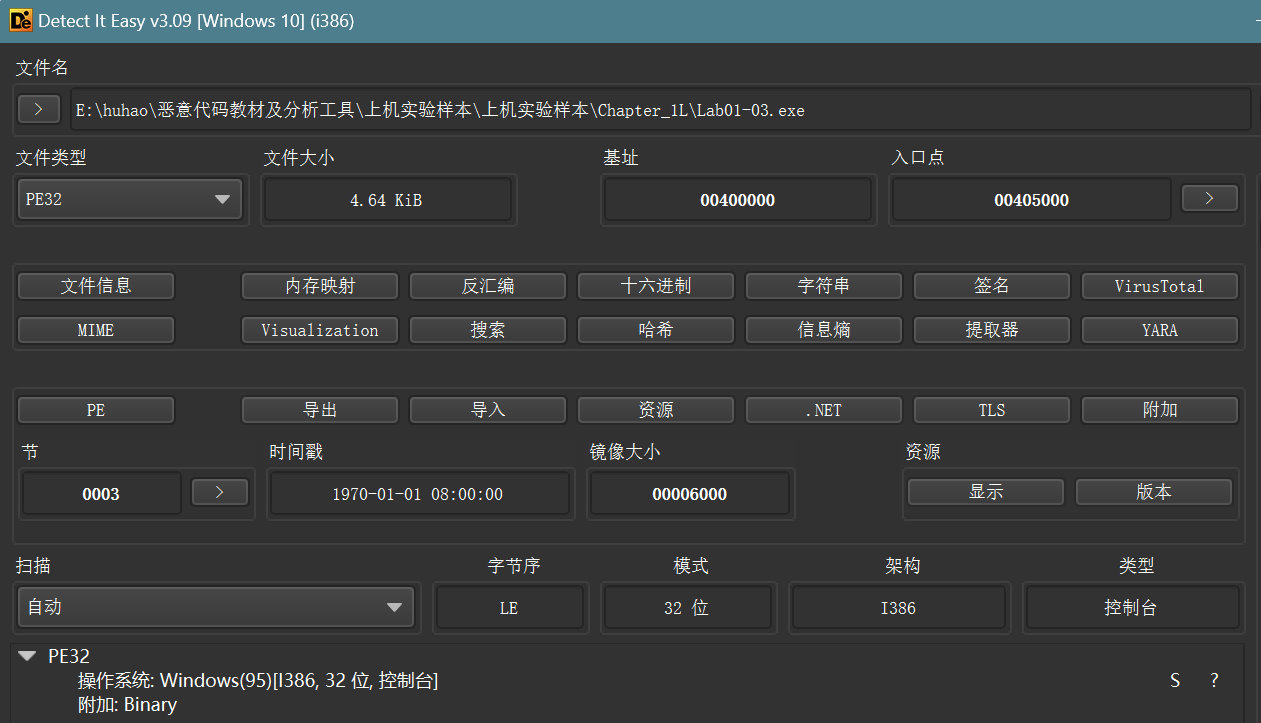 Detect It Easy v3.09 [Windows 10] (i386)
文件名
> E:\huhao\恶意代码教材及分析工具\上机实验样本\上机实验样本\Chapter_1L\Lab01-03.exe
文件类型 文件大小 基址 入口点
PE32 4.64 KiB 00400000 00405000 >
文件信息 内存映射 反汇编 十六进制 字符串 签名 VirusTotal
MIME Visualization 搜索 哈希 信息熵 提取器 YARA
PE 导出 导入 资源 .NET TLS 附加
节 时间戳 镜像大小 资源
0003 > 1970-01-01 08:00:00 00006000 显示 版本
扫描 字节序 模式 架构 类型
自动 LE 32 位 I386 控制台
PE32
操作系统: Windows(95)[I386, 32 位, 控制台] S ?
附加: Binary